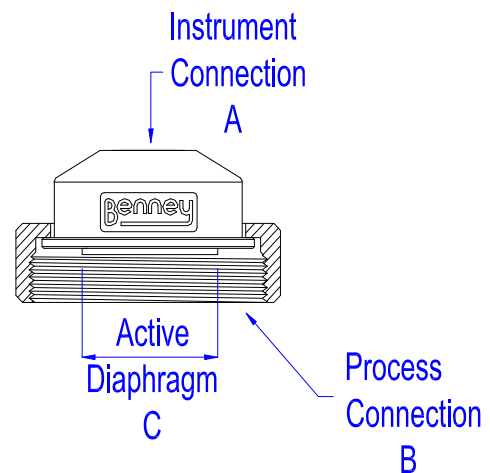 Instrument
Connection
A
Benney
Active
Diaphragm
C
Process
Connection
B